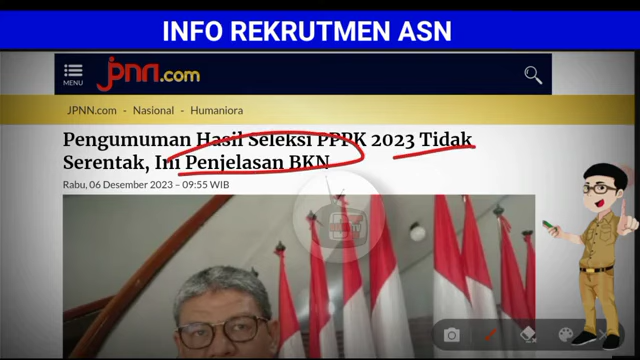 INFO REKRUTMEN ASN
MENU
JPNN.com
JPNN.com - Nasional - Humaniora
Pengumuman Hasil Seleksi PPPK 2023 Tidak
Serentak, Ini Penjelasan BKN
Rabu, 06 Desember 2023 – 09:55 WIB